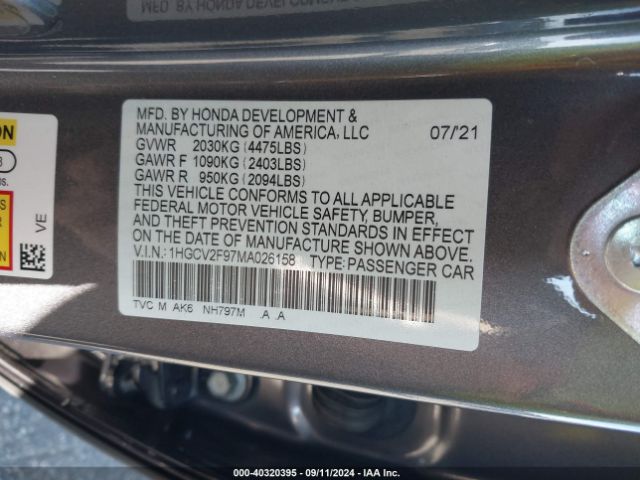 MFD. BY HONDA DEVELOPMENT &
MANUFACTURING OF AMERICA, LLC 07/'21
GVWR 2030KG (4475LBS)
GAWR F 1090KG (2403LBS)
GAWR R 950KG (2094LBS)
THIS VEHICLE CONFORMS TO ALL APPLICABLE
FEDERAL MOTOR VEHICLE SAFETY, BUMPER,
AND THEFT PREVENTION STANDARDS IN EFFECT
ON THE DATE OF MANUFACTURE SHOWN ABOVE.
V.I.N.: 1HGCV2F97MA026158 TYPE: PASSENGER CAR
TVC M AK6 NH797M .A .A
VE
000-40320395 - 09/11/2024 - IAA Inc.